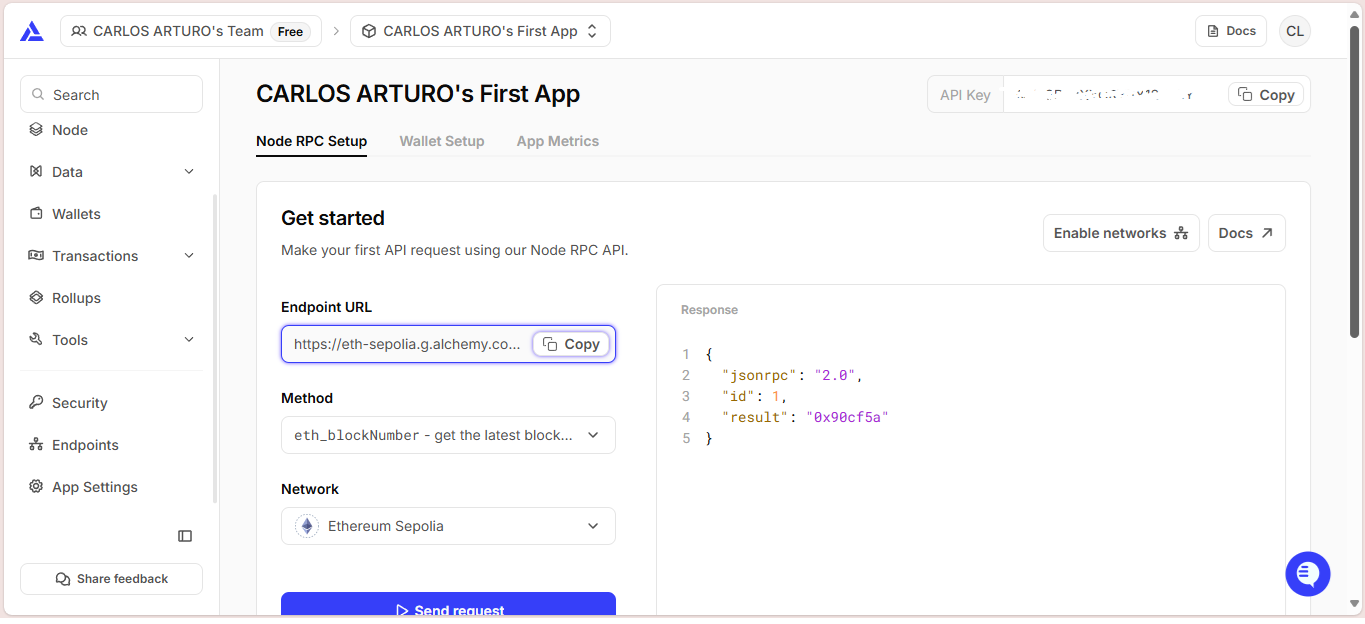 CARLOS ARTURO's Team Free
CARLOS ARTURO's First App
Docs
CL
Search
Node
Data
Wallets
Transactions
Rollups
Tools
Security
Endpoints
App Settings
Share feedback
CARLOS ARTURO's First App
API Key
Copy
Node RPC Setup
Wallet Setup
App Metrics
Get started
Make your first API request using our Node RPC API.
Enable networks
Docs
Endpoint URL
https://eth-sepolia.g.alchemy.co...
Copy
Method
eth_blockNumber - get the latest block...
Network
Ethereum Sepolia
Send request
Response
1 {
2 "jsonrpc": "2.0",
3 "id": 1,
4 "result": "0x90cf5a"
5 }